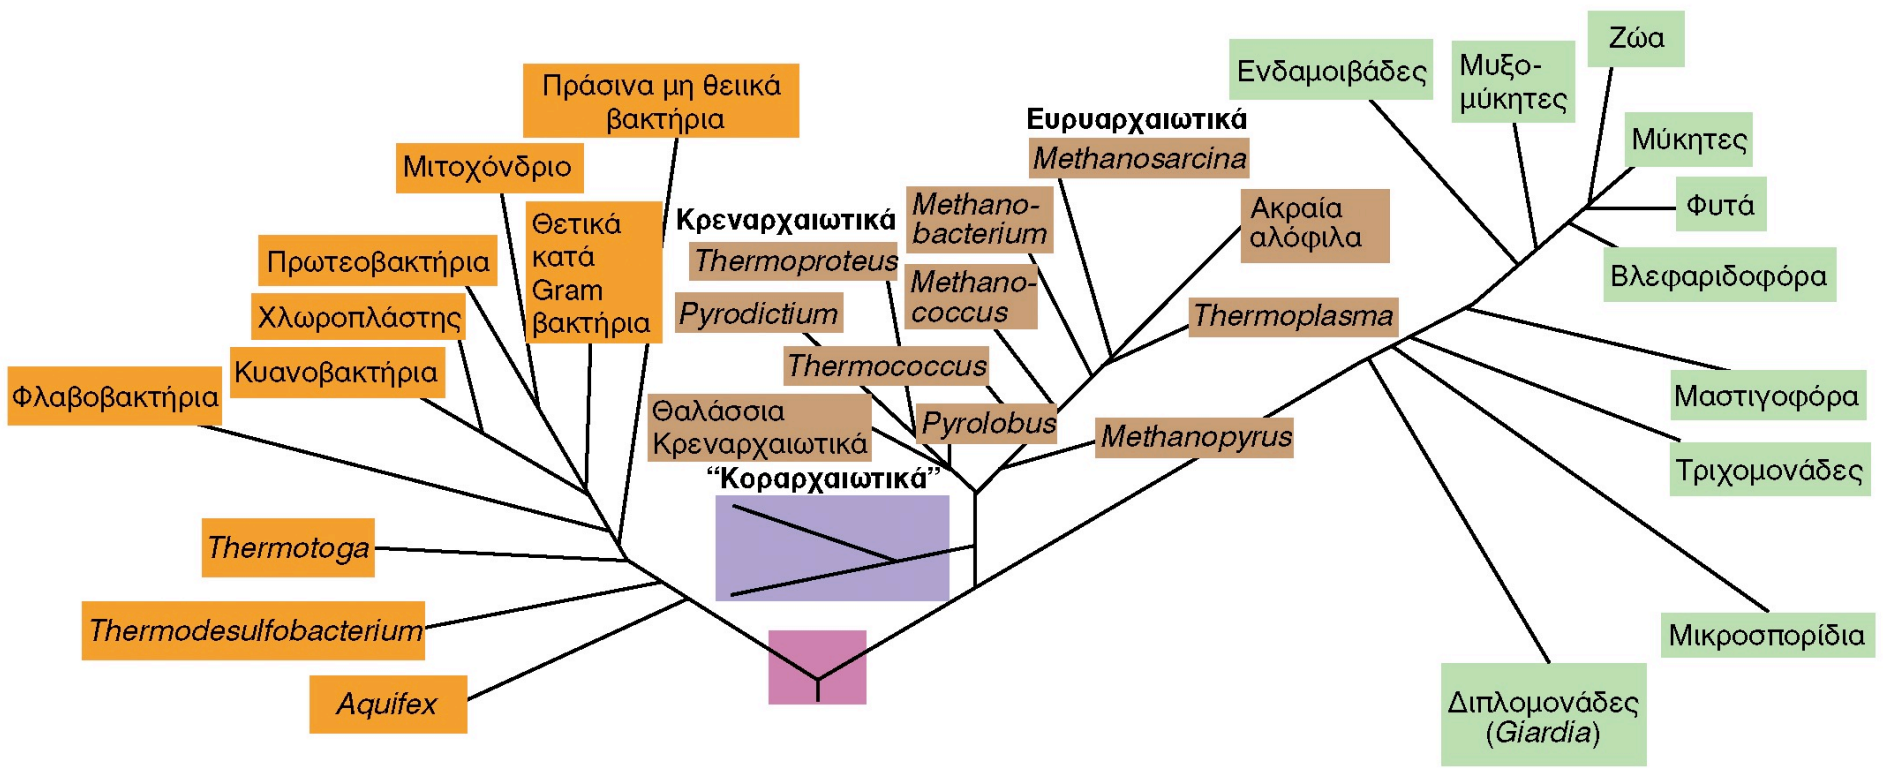 Πράσινα μη θειικά
βακτήρια
Μιτοχόνδριο
Θετικά
κατά
Gram
βακτήρια
Πρωτεοβακτήρια
Χλωροπλάστης
Κυανοβακτήρια
Φλαβοβακτήρια
Thermotoga
Thermodesulfobacterium
Aquifex
Κρεναρχαιωτικά
Thermoproteus
Pyrodictium
Thermococcus
Θαλάσσια
Κρεναρχαιωτικά
Pyrolobus
“Κοραρχαιωτικά”
Ευρυαρχαιωτικά
Methanosarcina
Methano-
bacterium
Methano-
coccus
Ακραία
αλόφιλα
Thermoplasma
Methanopyrus
Ενδαμοιβάδες
Μυξο-
μύκητες
Ζώα
Μύκητες
Φυτά
Βλεφαριδοφόρα
Μαστιγοφόρα
Τριχομονάδες
Μικροσπορίδια
Διπλομονάδες
(Giardia)